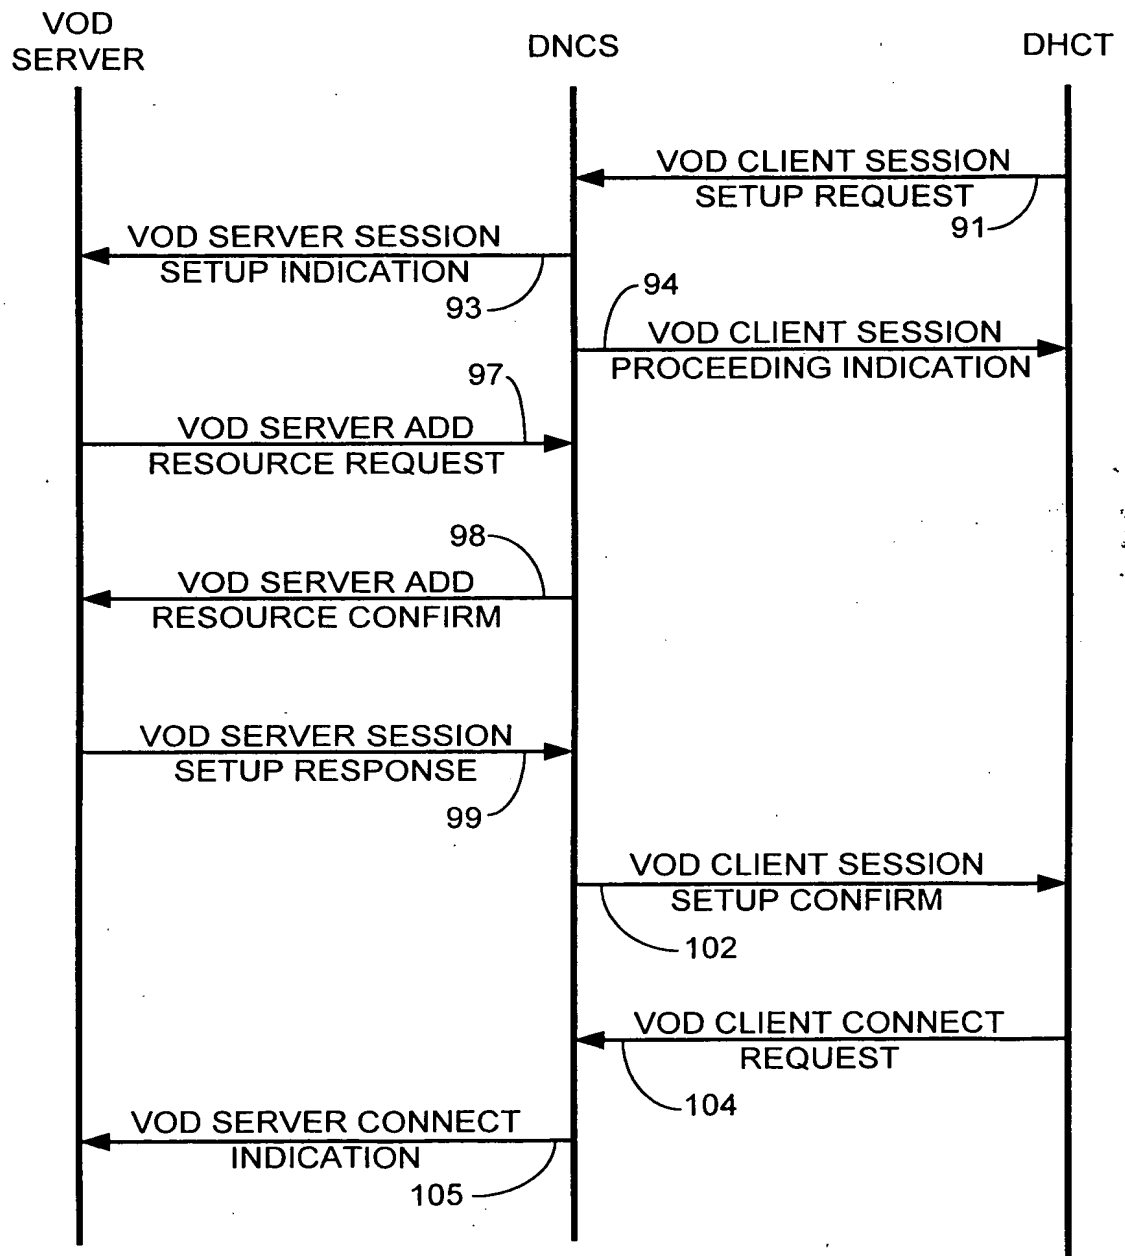 VOD
SERVER
DNCS
DHCT
VOD CLIENT SESSION
SETUP REQUEST
91
VOD SERVER SESSION
SETUP INDICATION
93
94
VOD CLIENT SESSION
PROCEEDING INDICATION
97
VOD SERVER ADD
RESOURCE REQUEST
98
VOD SERVER ADD
RESOURCE CONFIRM
VOD SERVER SESSION
SETUP RESPONSE
99
VOD CLIENT SESSION
SETUP CONFIRM
102
VOD CLIENT CONNECT
REQUEST
104
VOD SERVER CONNECT
INDICATION
105